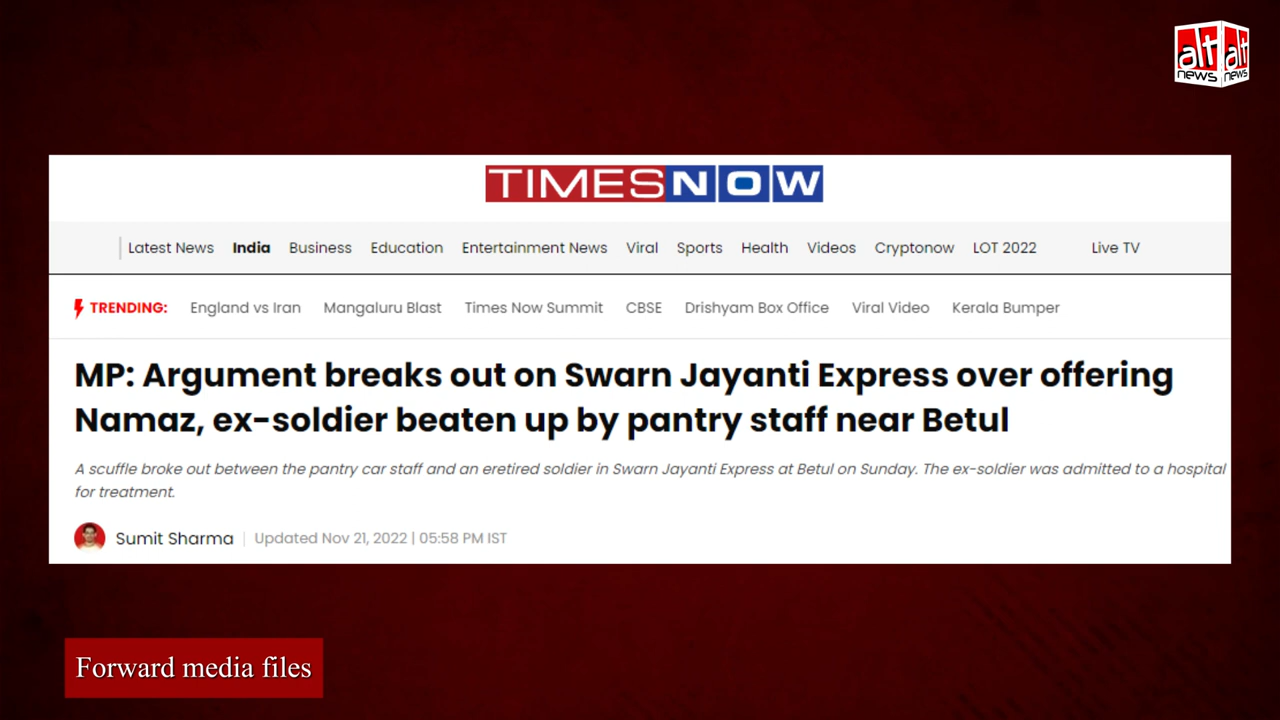 alt news alt news
TIMES NOW
Latest News India Business Education Entertainment News Viral Sports Health Videos Cryptonow LOT 2022 Live TV
TRENDING: England vs Iran Mangaluru Blast Times Now Summit CBSE Drishyam Box Office Viral Video Kerala Bumper
MP: Argument breaks out on Swarn Jayanti Express over offering
Namaz, ex-soldier beaten up by pantry staff near Betul
A scuffle broke out between the pantry car staff and an eretired soldier in Swarn Jayanti Express at Betul on Sunday. The ex-soldier was admitted to a hospital
for treatment.
Sumit Sharma | Updated Nov 21, 2022 | 05:58 PM IST
Forward media files